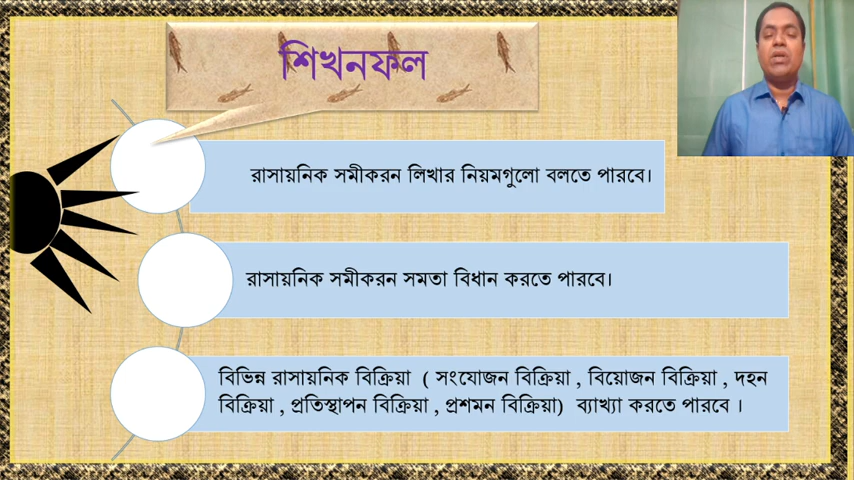 শিখনফল
রাসায়নিক সমীকরন লিখার নিয়মগুলো বলতে পারবে।
রাসায়নিক সমীকরন সমতা বিধান করতে পারবে।
বিভিন্ন রাসায়নিক বিক্রিয়া ( সংযোজন বিক্রিয়া , বিয়োজন বিক্রিয়া , দহন
বিক্রিয়া , প্রতিস্থাপন বিক্রিয়া , প্রশমন বিক্রিয়া) ব্যাখ্যা করতে পারবে ।